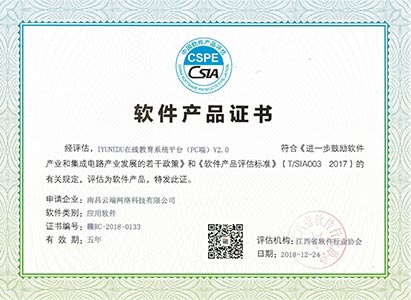 中国软件产品评估
CSPE
CSIA
CHINA SOFTWARE PRODUCTS EVALUATION
软件产品证书
经评估，IYUNEDU在线教育系统平台（PC端）V2.0 符合《进一步鼓励软件
产业和集成电路产业发展的若干政策》和《软件产品评估标准》〔T/SIA003 2017〕的
有关规定，评估为软件产品，特发此证。
申请企业：南昌云端网络科技有限公司
软件类别：应用软件
证书编号：赣RC-2018-0133
有 效 期：五年
评估机构：江西省软件行业协会
日期：2018-12-24